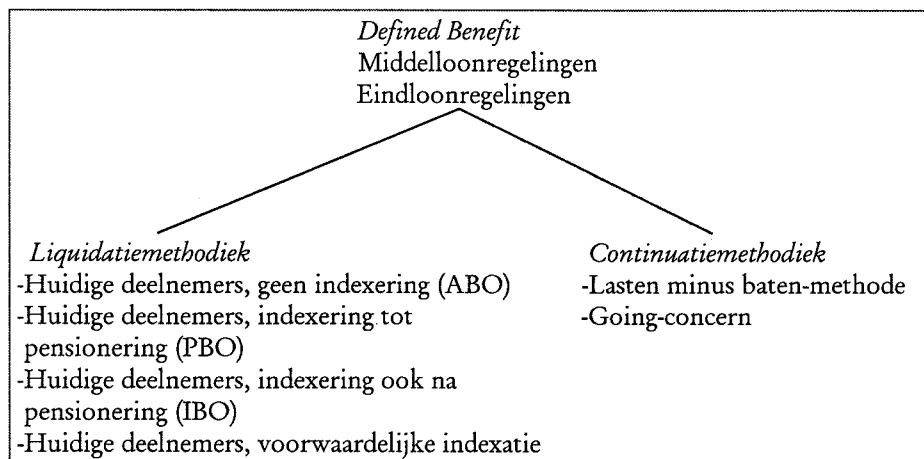 Defined Benefit
Middelloonregelingen
Eindloonregelingen
Liquidatiemethodiek
-Huidige deelnemers, geen indexering (ABO)
-Huidige deelnemers, indexering tot
pensionering (PBO)
-Huidige deelnemers, indexering ook na
pensionering (IBO)
-Huidige deelnemers, voorwaardelijke indexatie
Continuatiemethodiek
-Lasten minus baten-methode
-Going-concern